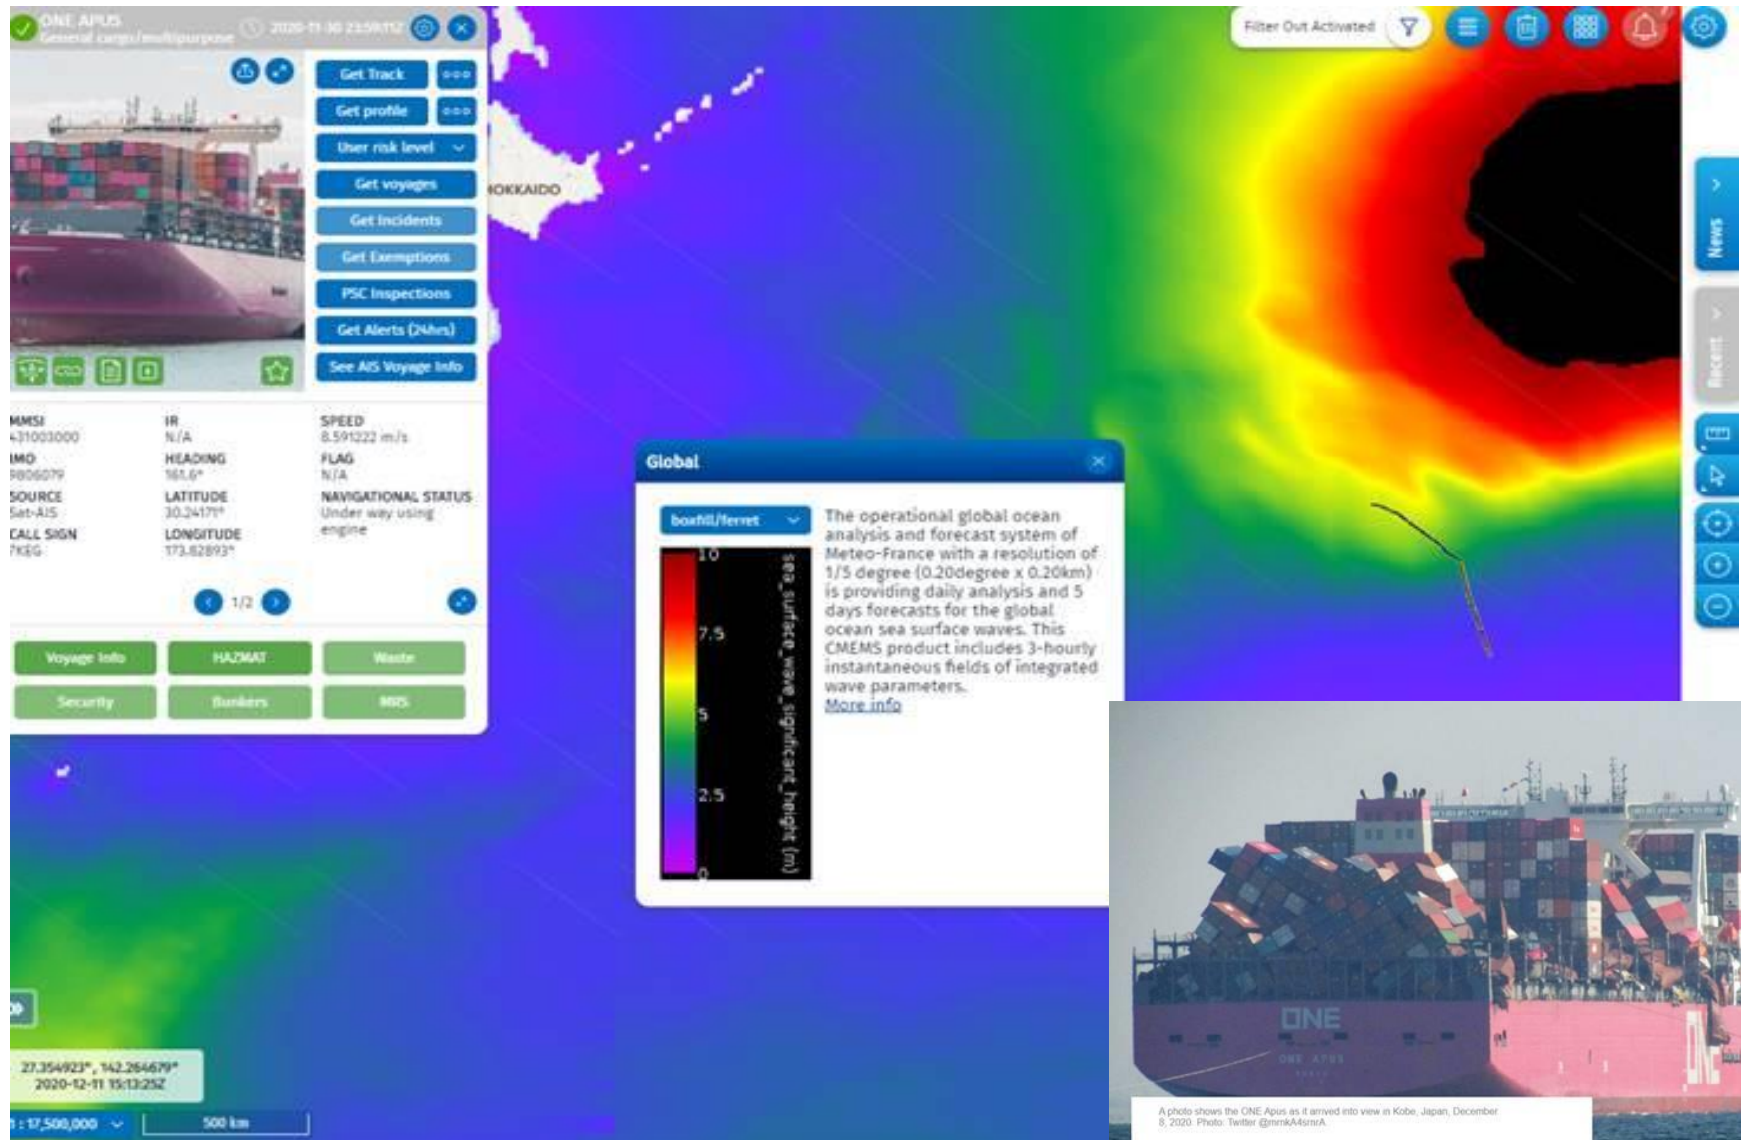 ONE APUS
General cargo/multipurpose
2020-11-30 23:59:11Z
Get Track
Get profile
User risk level
Get voyages
Get Incidents
Get Exemptions
PSC Inspections
Get Alerts (24hrs)
See AIS Voyage Info
MMSI
431003000
IR
N/A
SPEED
8.591222 m/s
IMO
9806079
HEADING
161.6°
FLAG
N/A
SOURCE
Sat-AIS
LATITUDE
30.24171°
NAVIGATIONAL STATUS
Under way using
engine
CALL SIGN
7KEG
LONGITUDE
173.82893°
1/2
Voyage Info
HAZMAT
Waste
Security
Bunkers
MRS
HOKKAIDO
Filter Out Activated
News
Recent
Global
boxfill/ferret
10
7.5
5
2.5
0
sea_surface_wave_significant_height (m)
The operational global ocean
analysis and forecast system of
Meteo-France with a resolution of
1/5 degree (0.20degree x 0.20km)
is providing daily analysis and 5
days forecasts for the global
ocean sea surface waves. This
CMEMS product includes 3-hourly
instantaneous fields of integrated
wave parameters.
More info
27.354923°, 142.264679°
2020-12-11 15:13:25Z
1 : 17,500,000
500 km
ONE
ONE APUS
ONE
A photo shows the ONE Apus as it arrived into view in Kobe, Japan, December
8, 2020. Photo: Twitter @mrnkA4srnrA